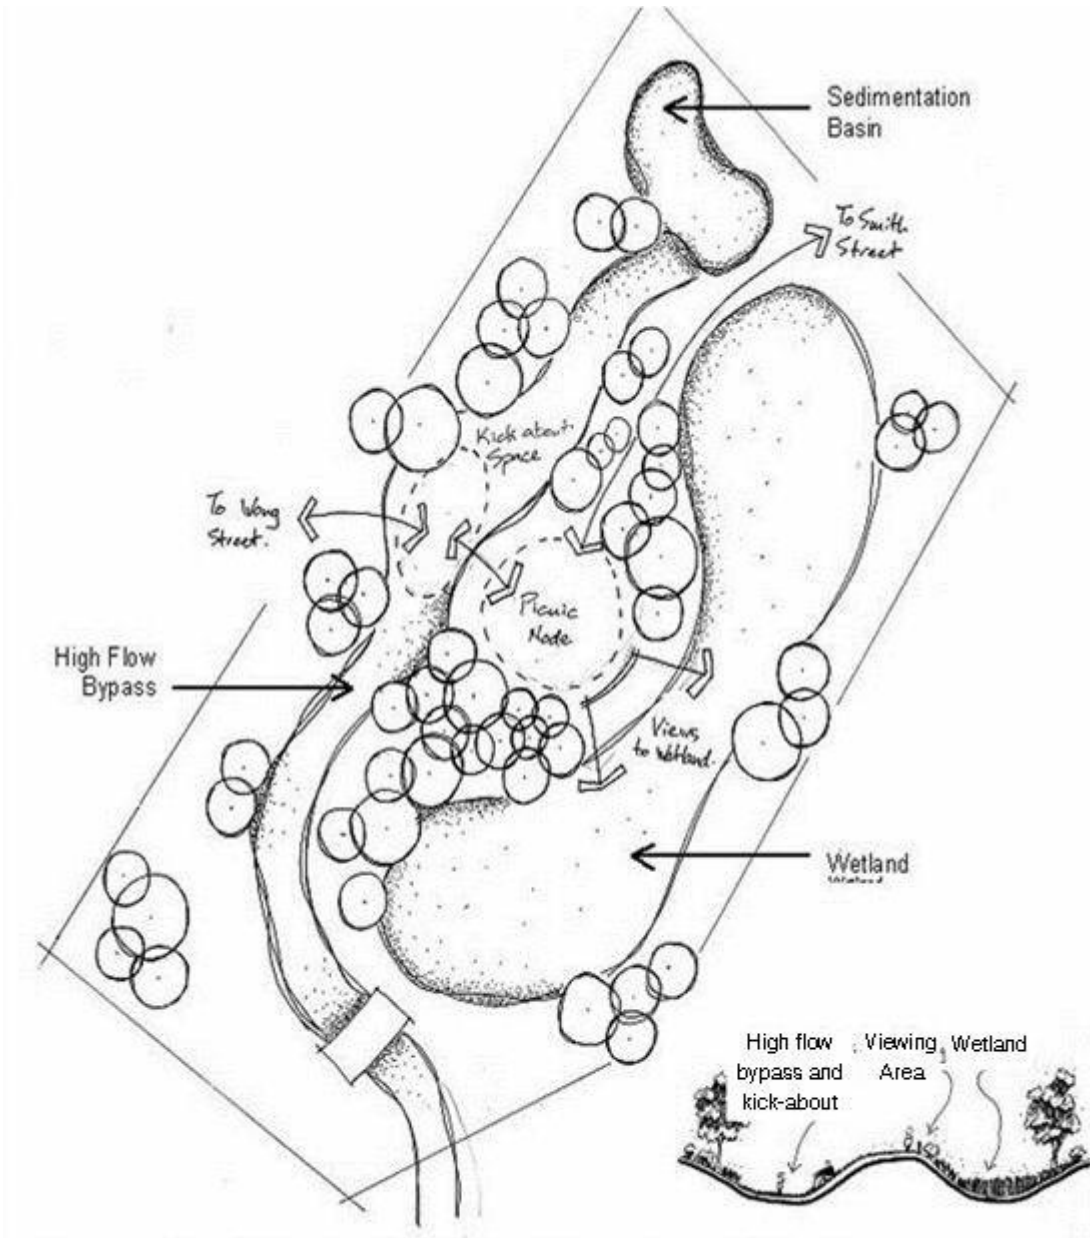 Sedimentation
Basin
To Smith
Street
Kick about
Space
To Wong
Street.
Picnic
Node
High Flow
Bypass
Views
to Wetland.
Wetland
Wetland
High flow
bypass and
kick-about
Viewing
Area
Wetland